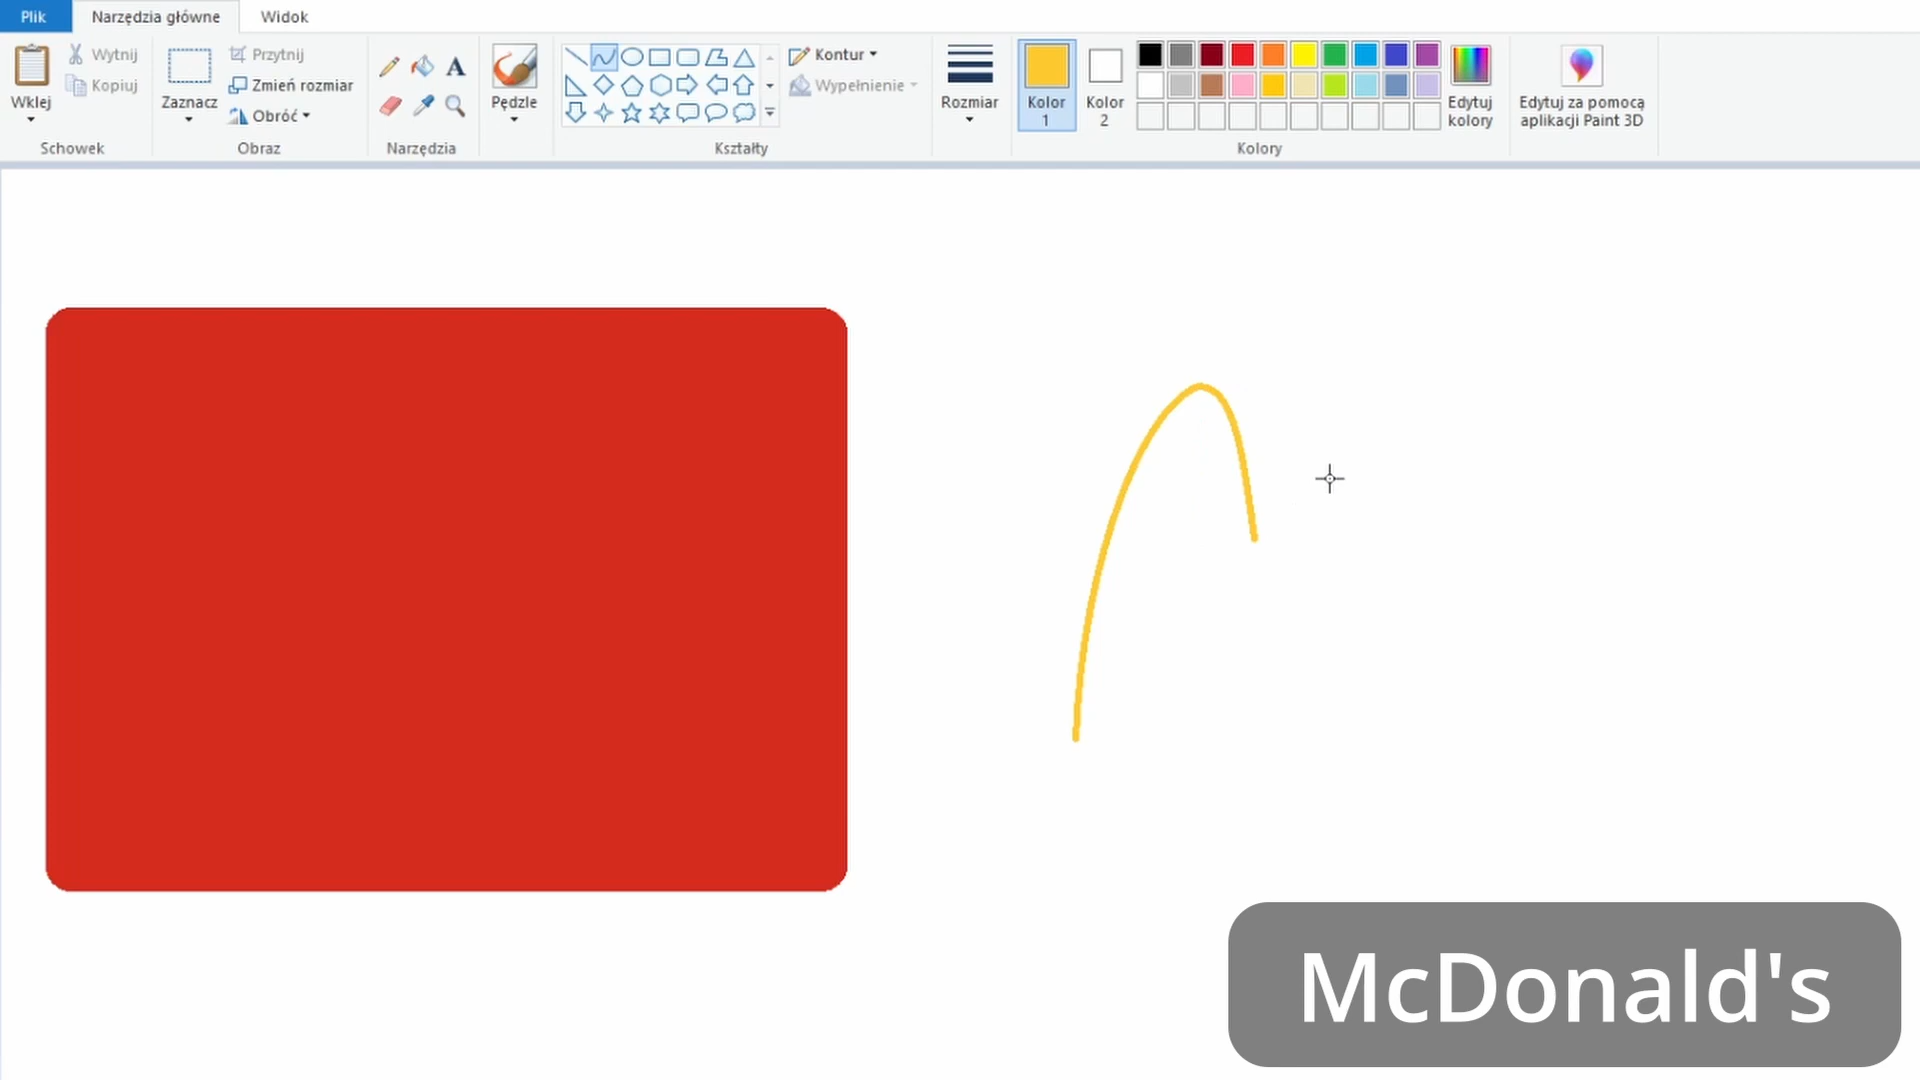 Plik
Narzędzia główne
Widok
Wklej
Wytnij
Kopiuj
Schowek
Zaznacz
Przytnij
Zmień rozmiar
Obróć
Obraz
A
Narzędzia
Pędzle
Kształty
Kontur
Wypełnienie
Rozmiar
Kolor
1
Kolor
2
Kolory
Edytuj
kolory
Edytuj za pomocą
aplikacji Paint 3D
McDonald's